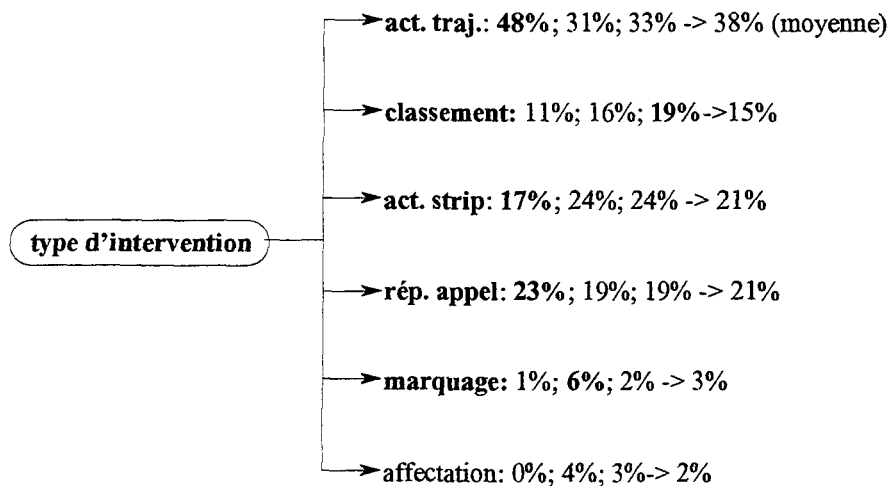 act. traj.: 48%; 31%; 33% -> 38% (moyenne)
classement: 11%; 16%; 19%->15%
act. strip: 17%; 24%; 24% -> 21%
type d'intervention
rép. appel: 23%; 19%; 19% -> 21%
marquage: 1%; 6%; 2% -> 3%
affectation: 0%; 4%; 3%-> 2%